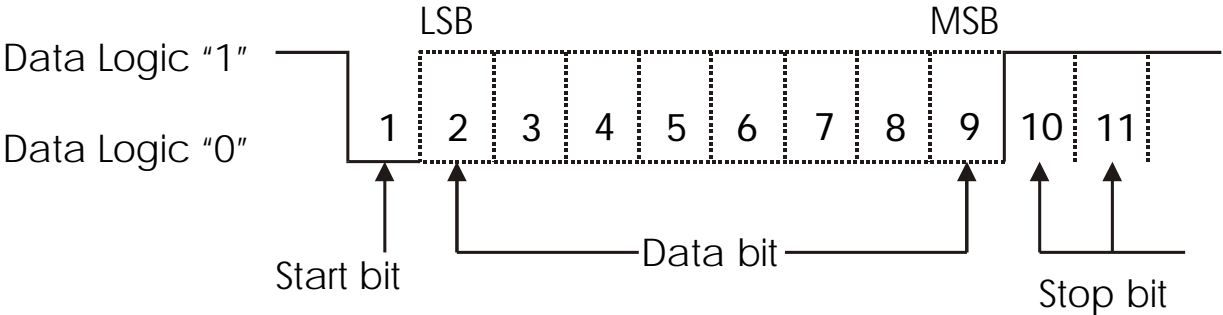 LSB MSB
Data Logic "1"
1 2 3 4 5 6 7 8 9 10 11
Data Logic "0"
Data bit
Start bit
Stop bit